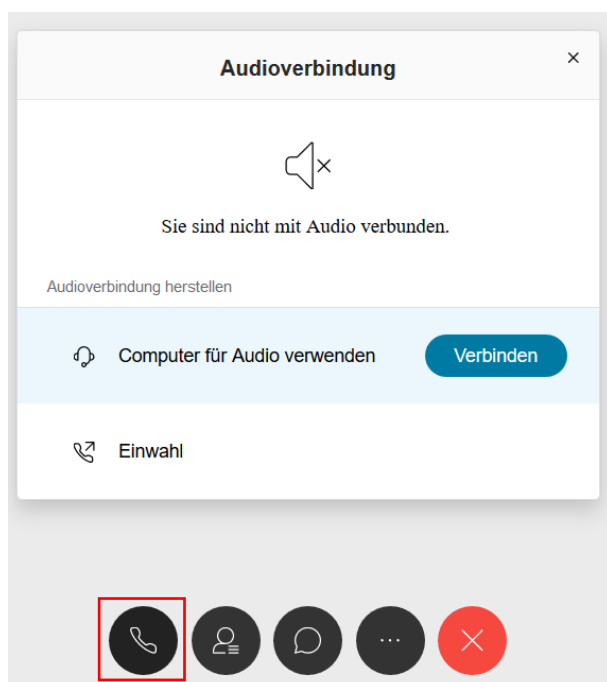 Audioverbindung
Sie sind nicht mit Audio verbunden.
Audioverbindung herstellen
Computer für Audio verwenden
Verbinden
Einwahl